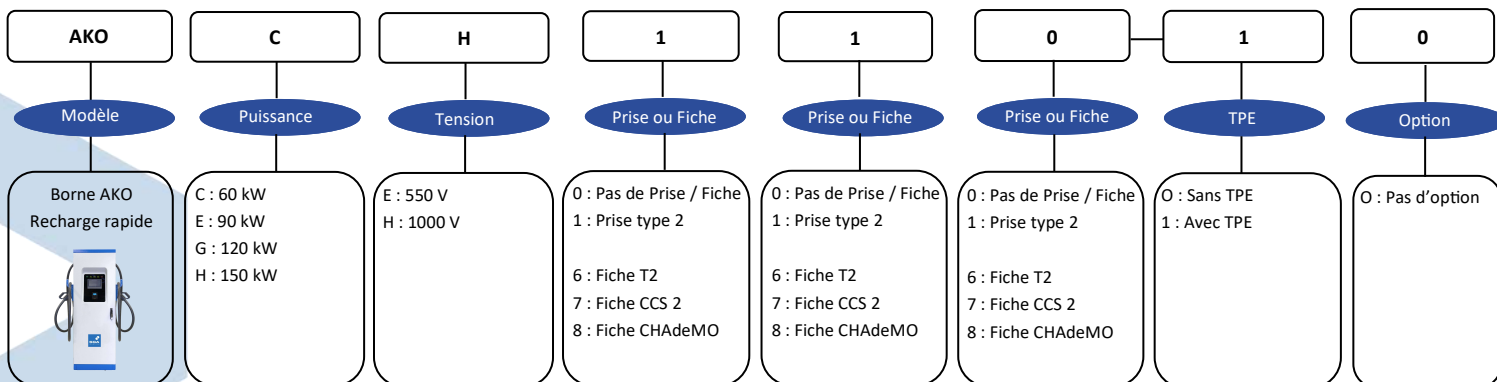 AKO C H 1 1 0 1 0
Modèle Puissance Tension Prise ou Fiche Prise ou Fiche Prise ou Fiche TPE Option
Borne AKO
Recharge rapide
C : 60 kW
E : 90 kW
G : 120 kW
H : 150 kW
E : 550 V
H : 1000 V
0 : Pas de Prise / Fiche
1 : Prise type 2
6 : Fiche T2
7 : Fiche CCS 2
8 : Fiche CHAdeMO
0 : Pas de Prise / Fiche
1 : Prise type 2
6 : Fiche T2
7 : Fiche CCS 2
8 : Fiche CHAdeMO
0 : Pas de Prise / Fiche
1 : Prise type 2
6 : Fiche T2
7 : Fiche CCS 2
8 : Fiche CHAdeMO
O : Sans TPE
1 : Avec TPE
O : Pas d'option